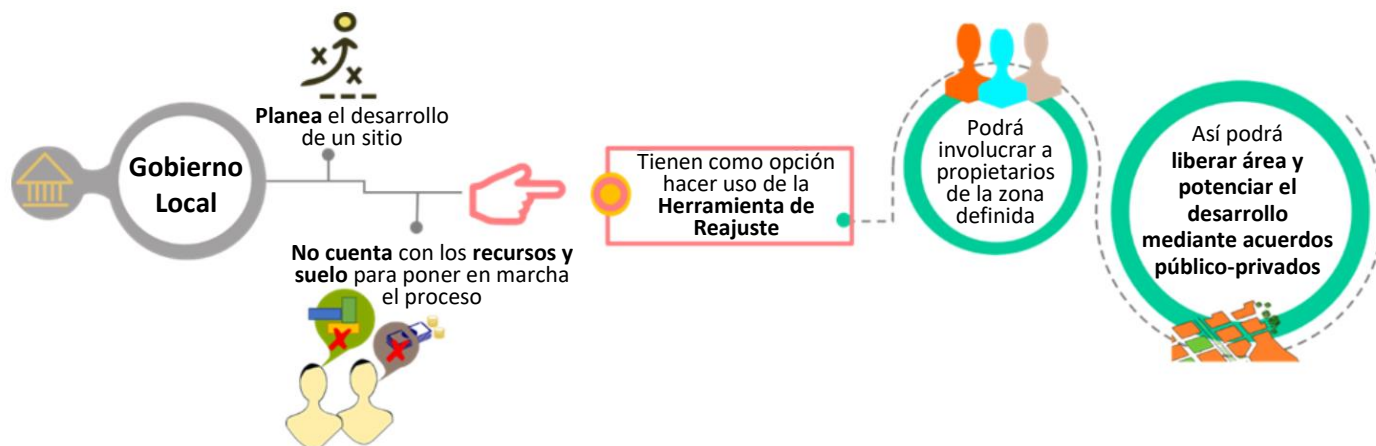 Gobierno
Local
Planea el desarrollo
de un sitio
No cuenta con los recursos y
suelo para poner en marcha
el proceso
Tienen como opción
hacer uso de la
Herramienta de
Reajuste
Podrá
involucrar a
propietarios
de la zona
definida
Así podrá
liberar área y
potenciar el
desarrollo
mediante acuerdos
público-privados